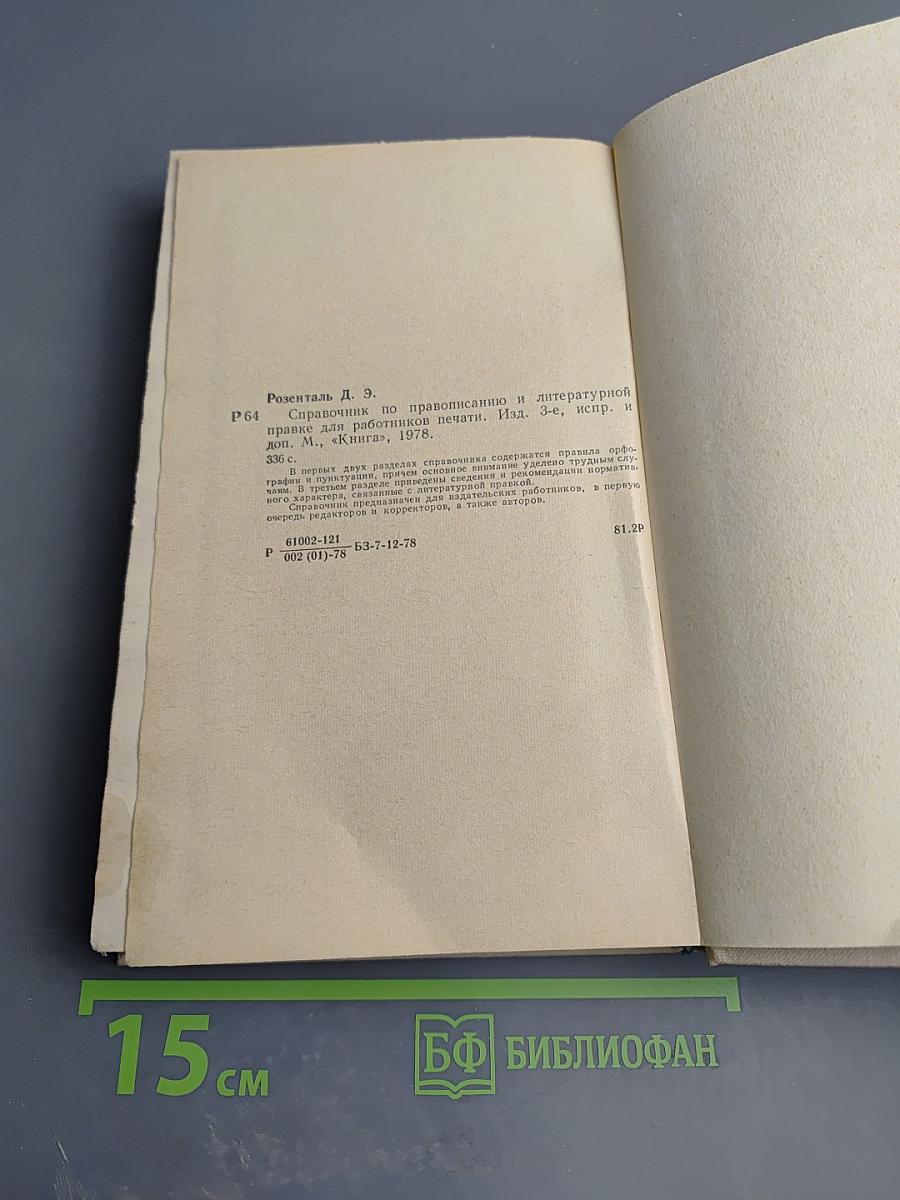 Розенталь Д. Э.
Р 64 Справочник по правописанию и литературной
правке для работников печати. Изд. 3-е, испр. и
доп. М., «Книга», 1978.
336 с.
В первых двух разделах справочника содержатся правила орфо-
графии и пунктуации, причем основное внимание уделено трудным слу-
чаям. В третьем разделе приведены сведения и рекомендации норматив-
ного характера, связанные с литературной правкой.
Справочник предназначен для издательских работников, в первую
очередь редакторов и корректоров, а также авторов.
61002-121
Р БЗ-7-12-78 81.2Р
002 (01)-78
15 см БФ БИБЛИОФАН